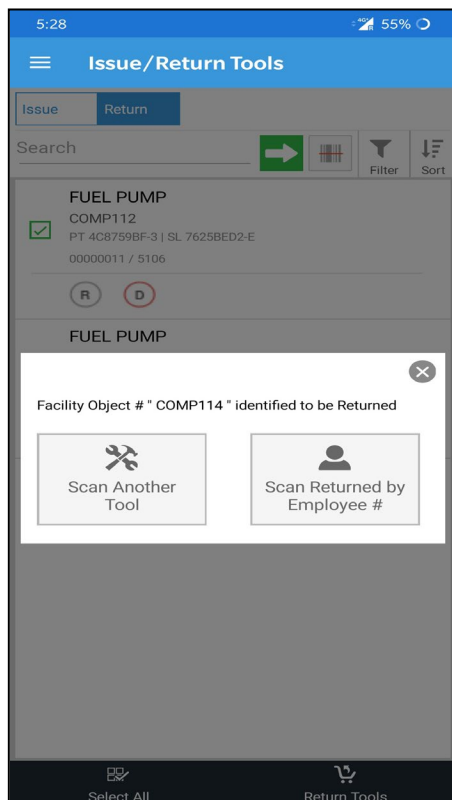 5:28
4G+
R
55%
Issue/Return Tools
Issue
Return
Search
Filter
Sort
FUEL PUMP
COMP112
PT 4C8759BF-3 | SL 7625BED2-E
00000011 / 5106
R
D
FUEL PUMP
Facility Object # " COMP114 " identified to be Returned
Scan Another
Tool
Scan Returned by
Employee #
Select All
Return Tools